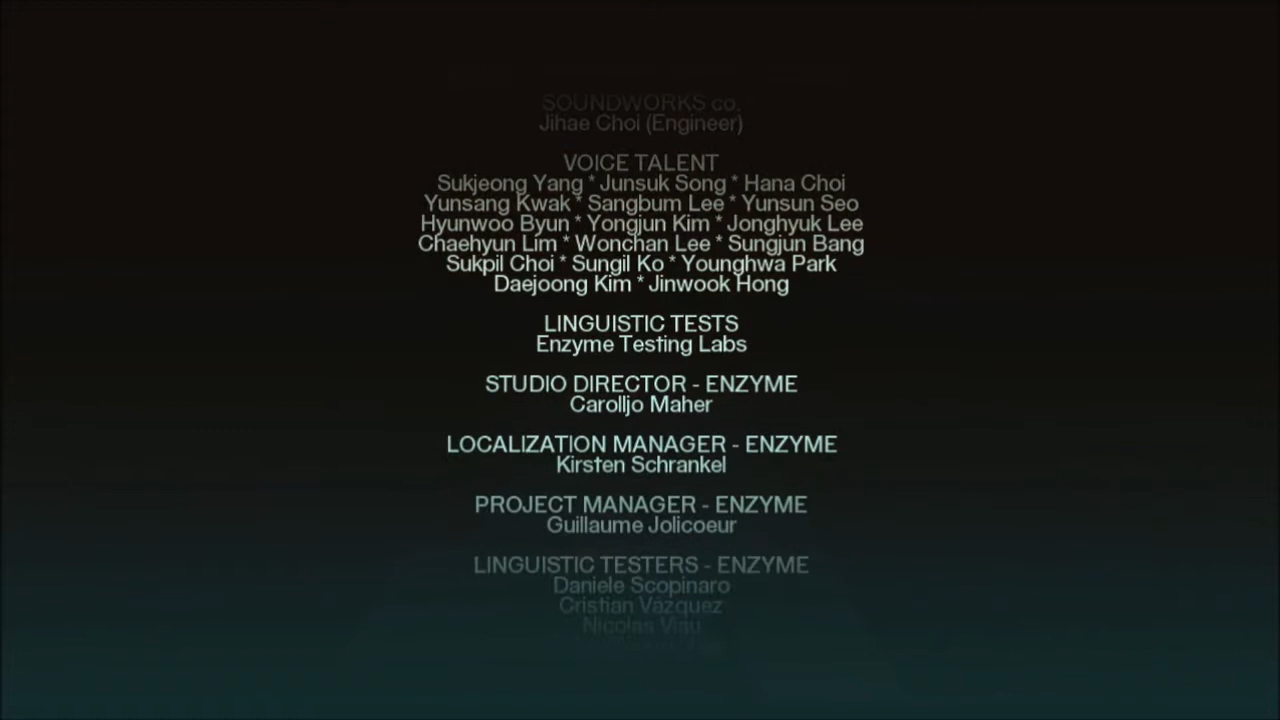 SOUNDWORKS co.
Jihae Choi (Engineer)
VOICE TALENT
Sukjeong Yang * Junsuk Song * Hana Choi
Yunsang Kwak * Sangbum Lee * Yunsun Seo
Hyunwoo Byun * Yongjun Kim * Jonghyuk Lee
Chaehyun Lim * Wonchan Lee * Sungjun Bang
Sukpil Choi * Sungil Ko * Younghwa Park
Daejoong Kim * Jinwook Hong
LINGUISTIC TESTS
Enzyme Testing Labs
STUDIO DIRECTOR - ENZYME
Carolljo Maher
LOCALIZATION MANAGER - ENZYME
Kirsten Schrankel
PROJECT MANAGER - ENZYME
Guillaume Jolicoeur
LINGUISTIC TESTERS - ENZYME
Daniele Scopinaro
Cristian Vázquez
Nicolas Viau